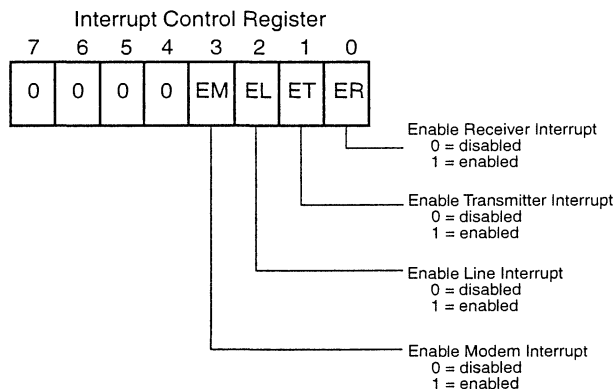 Interrupt Control Register
7 6 5 4 3 2 1 0
0 0 0 0 EM EL ET ER
Enable Receiver Interrupt
0 = disabled
1 = enabled
Enable Transmitter Interrupt
0 = disabled
1 = enabled
Enable Line Interrupt
0 = disabled
1 = enabled
Enable Modem Interrupt
0 = disabled
1 = enabled